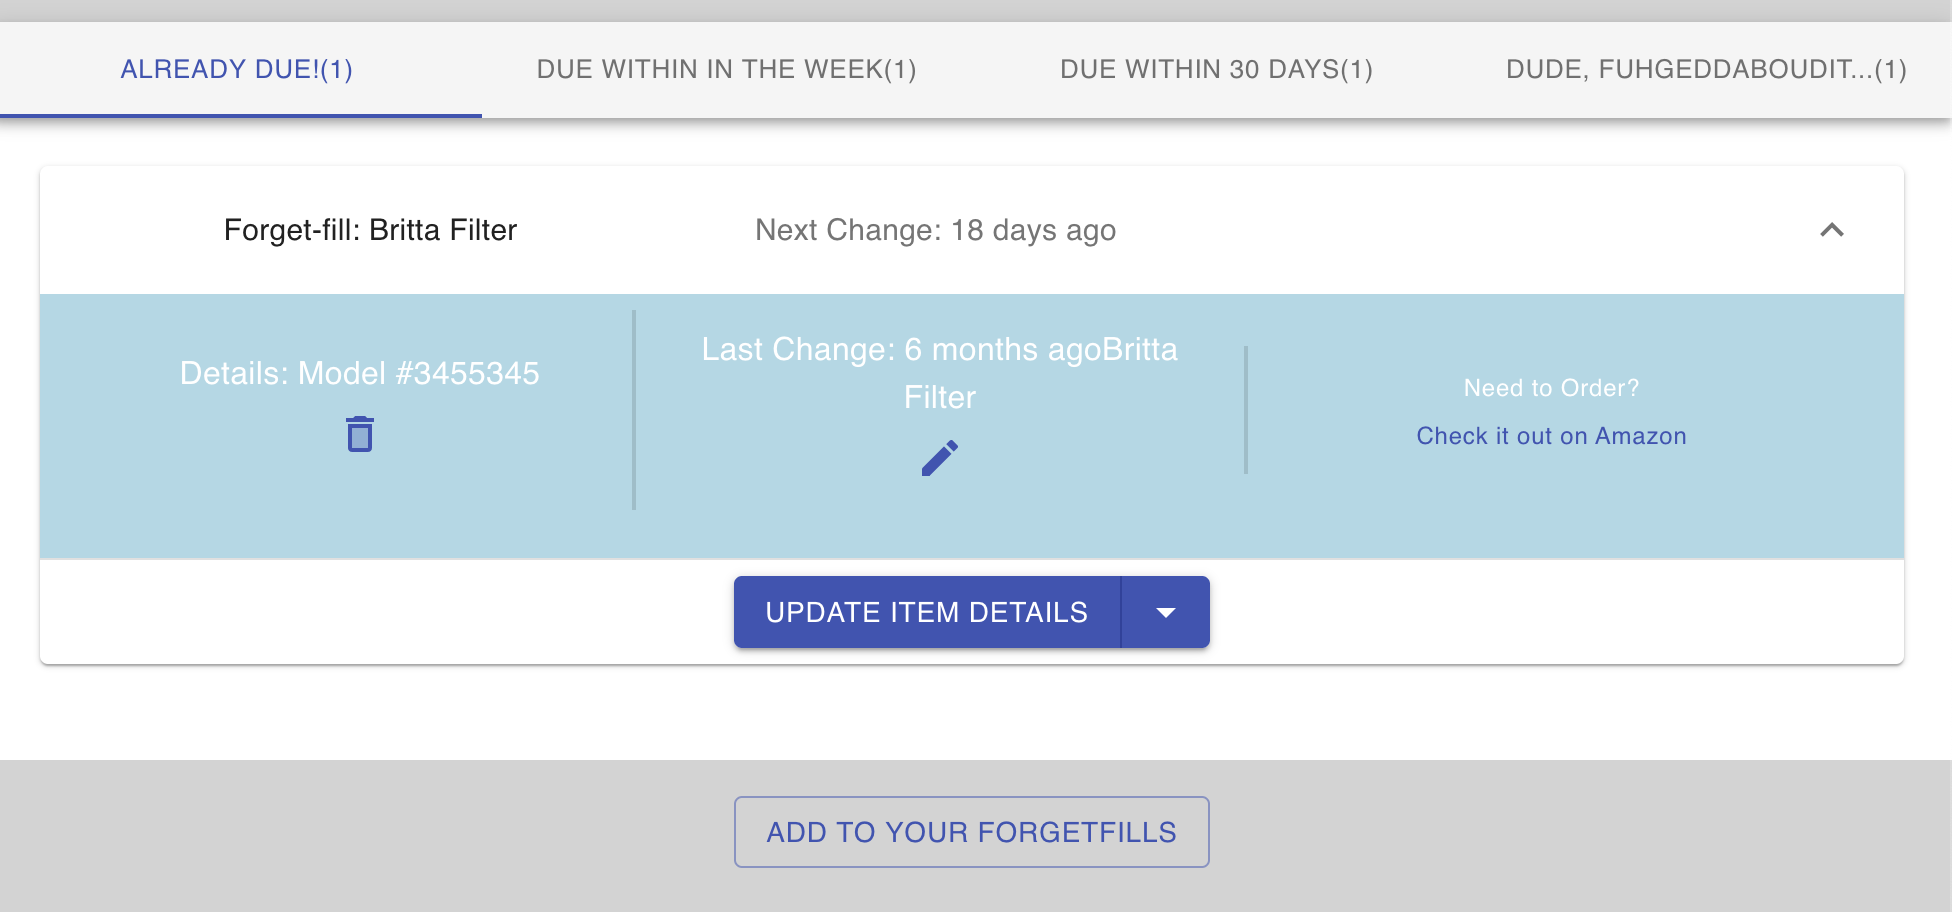 ALREADY DUE!(1)
DUE WITHIN IN THE WEEK(1)
DUE WITHIN 30 DAYS(1)
DUDE, FUHGEDDABOUDIT...(1)
Forget-fill: Britta Filter
Next Change: 18 days ago
Details: Model #3455345
Last Change: 6 months agoBritta
Filter
Need to Order?
Check it out on Amazon
UPDATE ITEM DETAILS
ADD TO YOUR FORGETFILLS